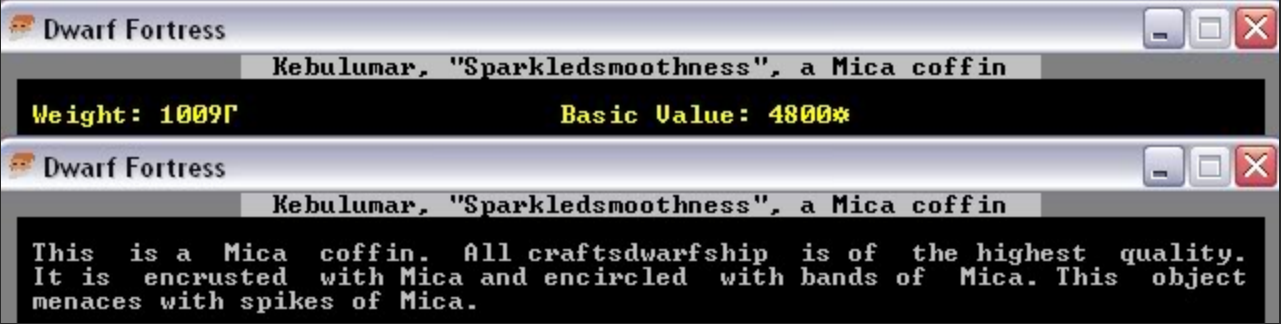 Dwarf Fortress
Kebulumar, "Sparkledsmoothness", a Mica coffin
Weight: 1009Γ Basic Value: 4800☼
Dwarf Fortress
Kebulumar, "Sparkledsmoothness", a Mica coffin
This is a Mica coffin. All craftsdwarfship is of the highest quality.
It is encrusted with Mica and encircled with bands of Mica. This object
menaces with spikes of Mica.